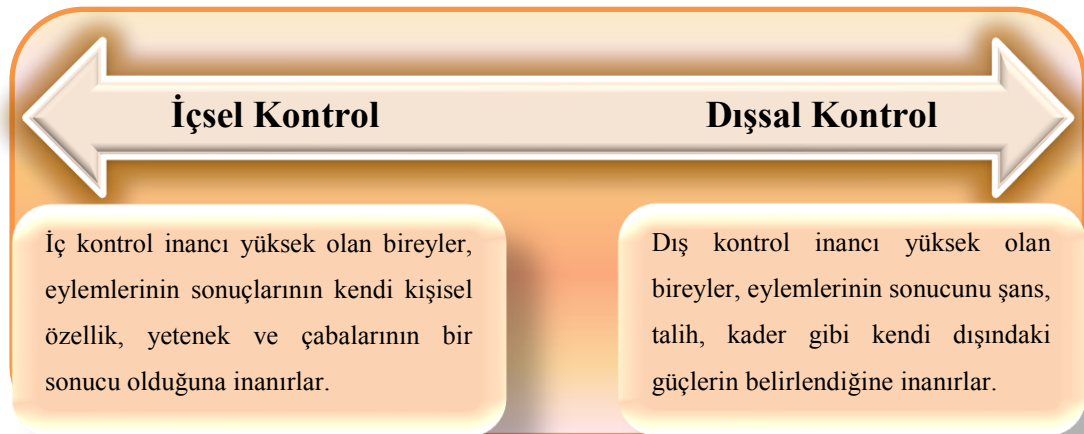 İçsel Kontrol
Dışsal Kontrol
İç kontrol inancı yüksek olan bireyler,
eylemlerinin sonuçlarının kendi kişisel
özellik, yetenek ve çabalarının bir
sonucu olduğuna inanırlar.
Dış kontrol inancı yüksek olan
bireyler, eylemlerinin sonucunu şans,
talih, kader gibi kendi dışındaki
güçlerin belirlendiğine inanırlar.